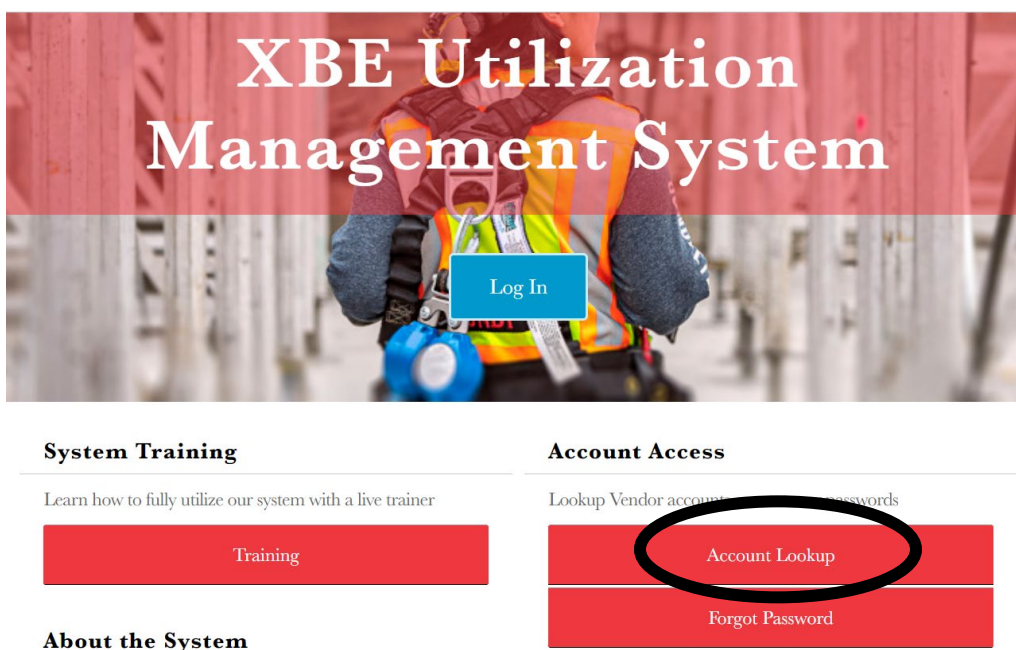 XBE Utilization
Management System
Log In
System Training
Learn how to fully utilize our system with a live trainer
Training
About the System
Account Access
Lookup Vendor accounts passwords
Account Lookup
Forgot Password